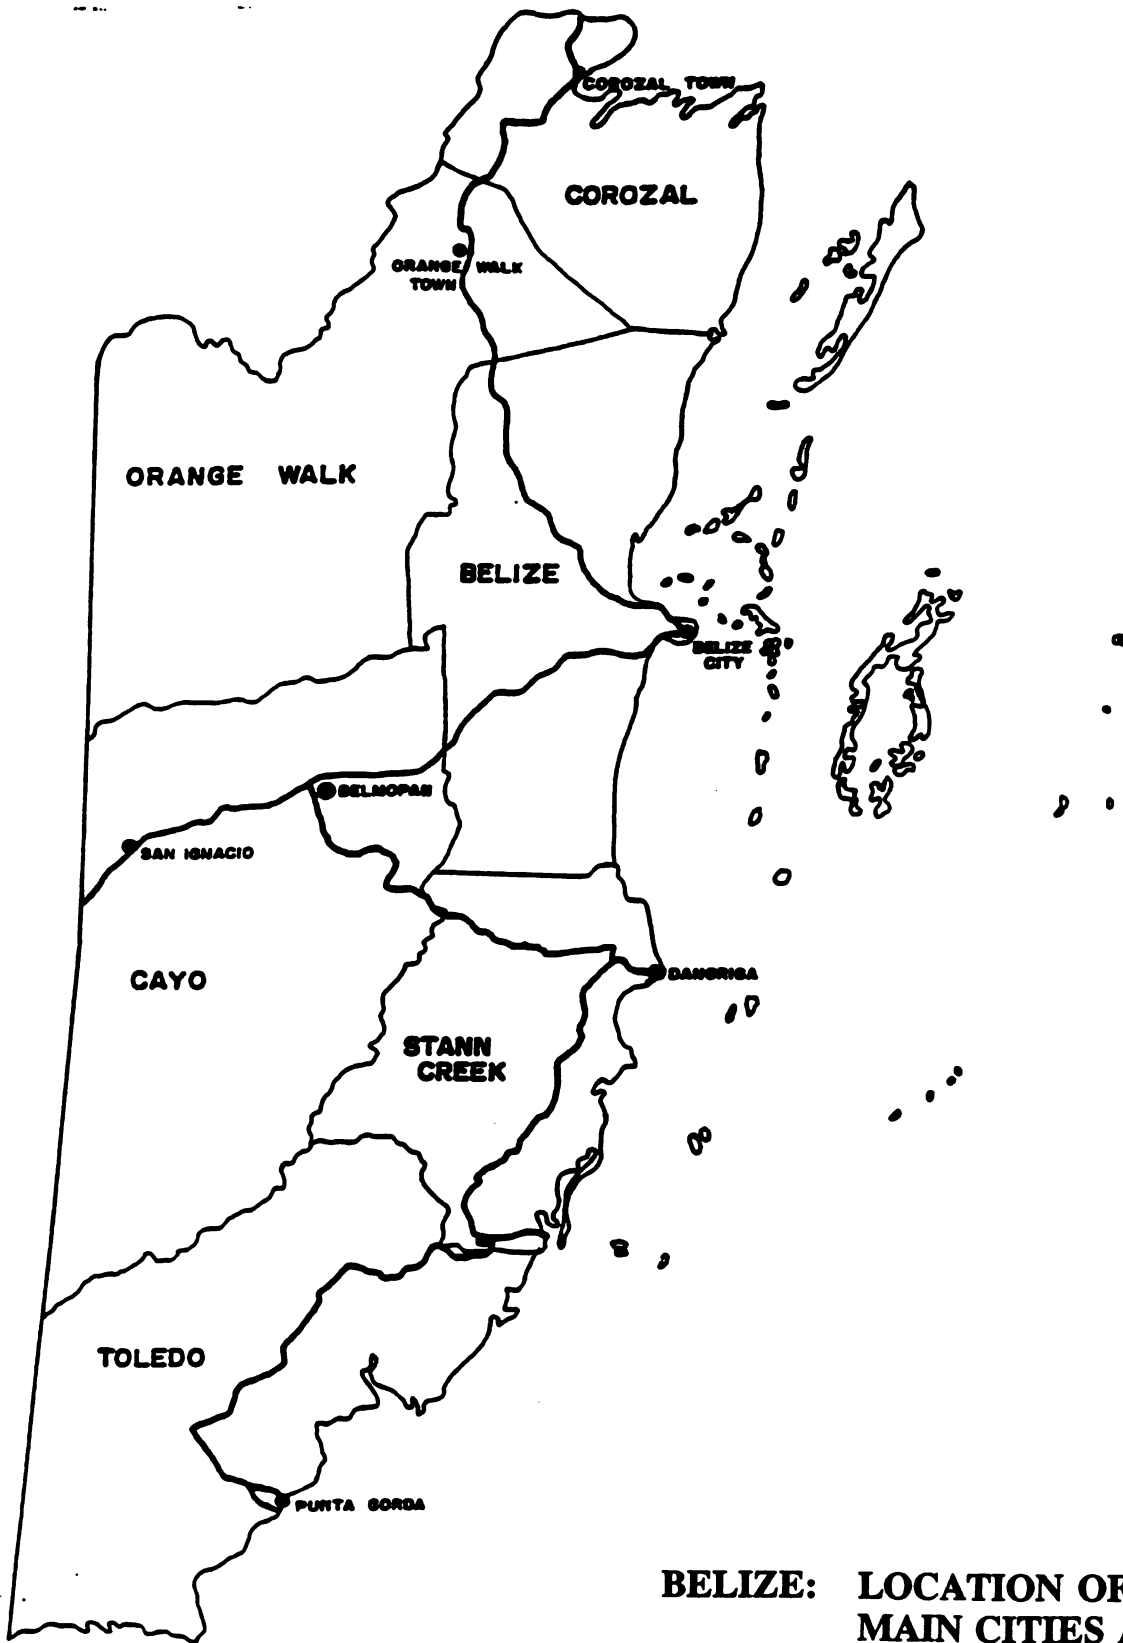 COROZAL TOWN
COROZAL
ORANGE WALK
TOWN
ORANGE WALK
BELIZE
BELIZE
CITY
BELMOPAN
SAN IGNACIO
CAYO
DANGRIGA
STANN
CREEK
TOLEDO
PUNTA GORDA
BELIZE: LOCATION OF
MAIN CITIES A